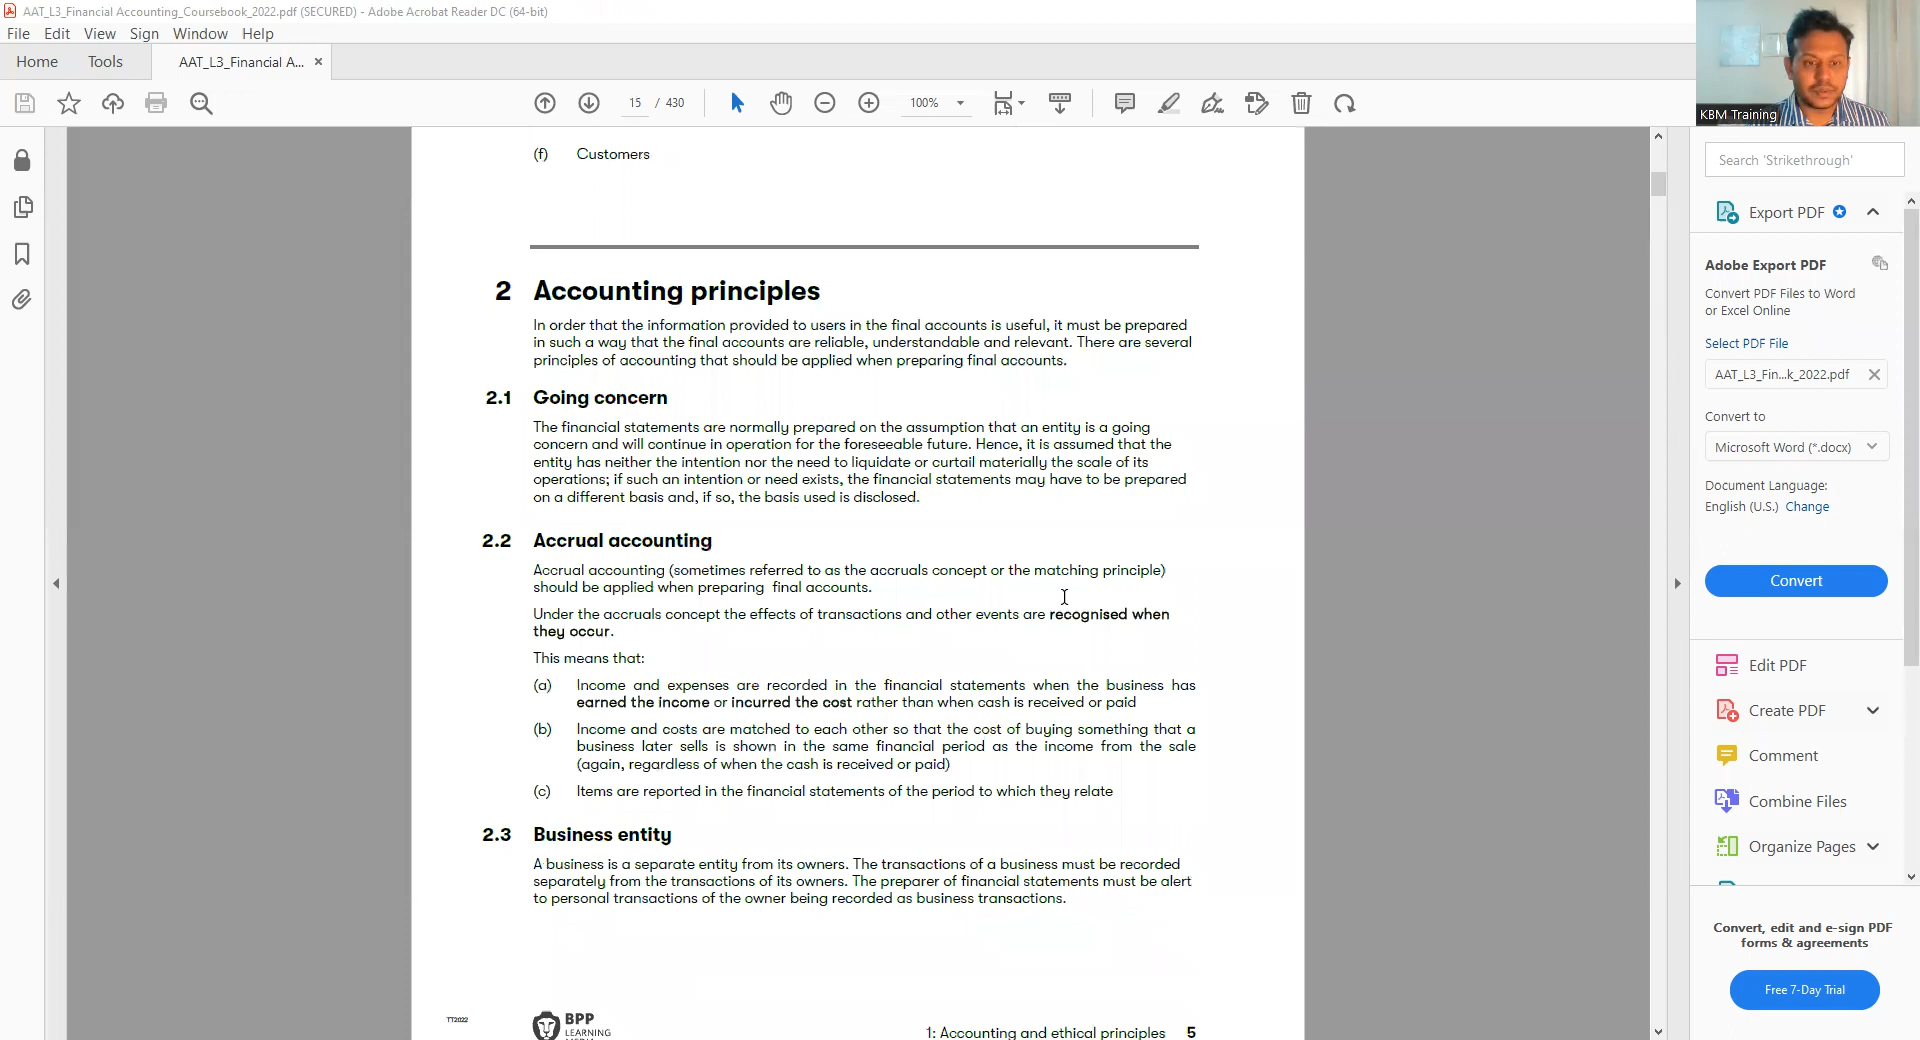 AAT_L3_Financial Accounting_Coursebook_2022.pdf (SECURED) - Adobe Acrobat Reader DC (64-bit)
File Edit View Sign Window Help
Home Tools AAT_L3_Financial A... ×
15 / 430 100%
KBM Training
(f) Customers
2 Accounting principles
In order that the information provided to users in the final accounts is useful, it must be prepared
in such a way that the final accounts are reliable, understandable and relevant. There are several
principles of accounting that should be applied when preparing final accounts.
2.1 Going concern
The financial statements are normally prepared on the assumption that an entity is a going
concern and will continue in operation for the foreseeable future. Hence, it is assumed that the
entity has neither the intention nor the need to liquidate or curtail materially the scale of its
operations; if such an intention or need exists, the financial statements may have to be prepared
on a different basis and, if so, the basis used is disclosed.
2.2 Accrual accounting
Accrual accounting (sometimes referred to as the accruals concept or the matching principle)
should be applied when preparing final accounts.
Under the accruals concept the effects of transactions and other events are recognised when
they occur.
This means that:
(a) Income and expenses are recorded in the financial statements when the business has
earned the income or incurred the cost rather than when cash is received or paid
(b) Income and costs are matched to each other so that the cost of buying something that a
business later sells is shown in the same financial period as the income from the sale
(again, regardless of when the cash is received or paid)
(c) Items are reported in the financial statements of the period to which they relate
2.3 Business entity
A business is a separate entity from its owners. The transactions of a business must be recorded
separately from the transactions of its owners. The preparer of financial statements must be alert
to personal transactions of the owner being recorded as business transactions.
TT2022
BPP
LEARNING
1: Accounting and ethical principles 5
Search 'Strikethrough'
Export PDF
Adobe Export PDF
Convert PDF Files to Word
or Excel Online
Select PDF File
AAT_L3_Fin...k_2022.pdf
Convert to
Microsoft Word (*.docx)
Document Language:
English (U.S.) Change
Convert
Edit PDF
Create PDF
Comment
Combine Files
Organize Pages
Convert, edit and e-sign PDF
forms & agreements
Free 7-Day Trial